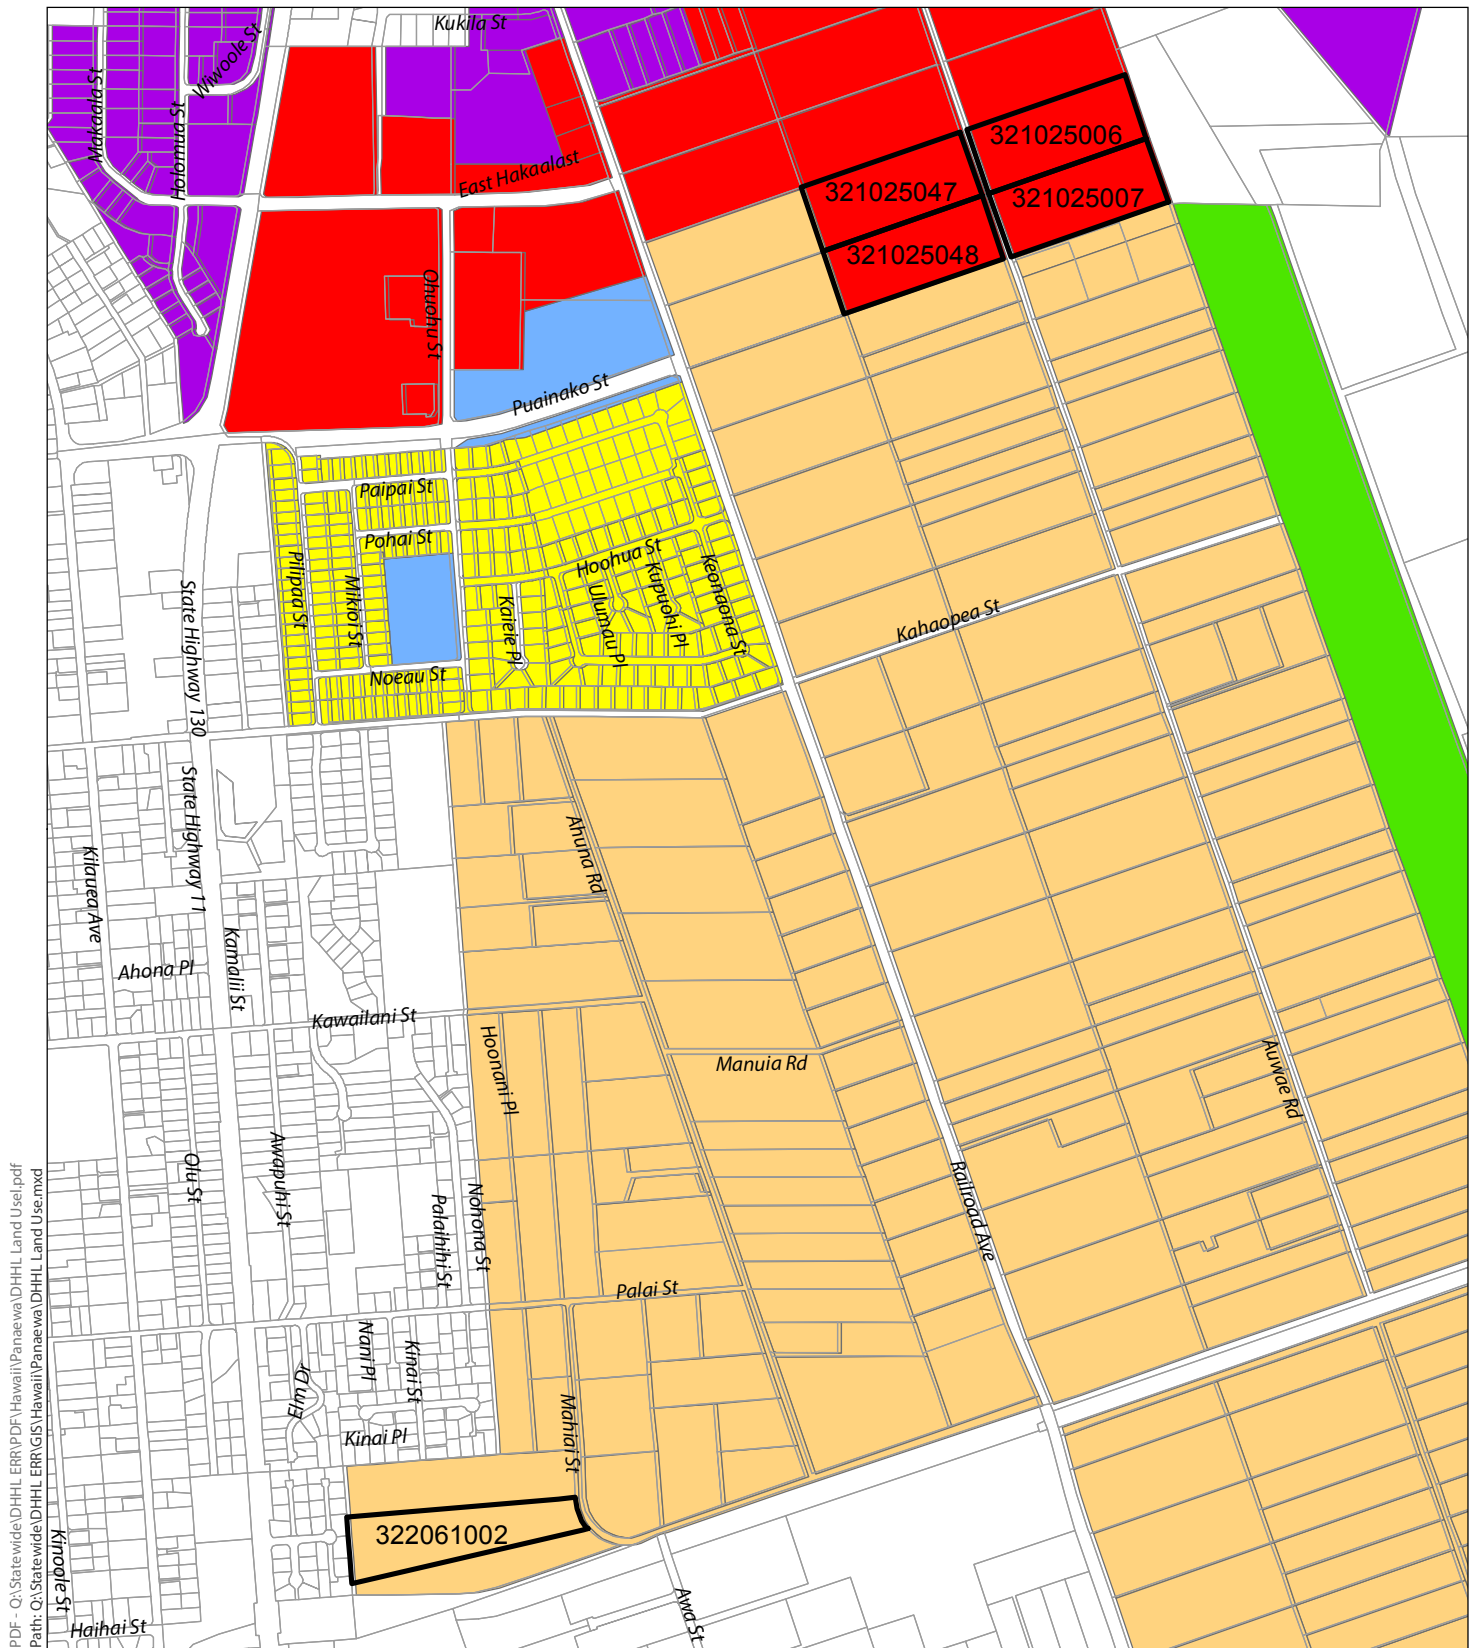 Kukila St
Wiwoole St
Makaala St
Holomua St
East Hakaalast
321025006
321025047
321025007
321025048
Ohuohu St
Puainako St
Paipai St
Pohai St
Pilipaa St
Mikioi St
Hoohua St
Kaieie Pl
Ulumau Pl
Kupuohi Pl
Keonaona St
Kahaopea St
Noeau St
State Highway 130
State Highway 11
Kilauea Ave
Ahuna Rd
Ahona Pl
Kamalii St
Kawailani St
Hoonani Pl
Manuia Rd
Auwae Rd
Olu St
Awapuhi St
Palaihihi St
Nohona St
Railroad Ave
Palai St
Elm Dr
Nani Pl
Kinai St
Kinai Pl
Mahiai St
322061002
Kinoole St
Haihai St
Awa St
PDF - Q:\Statewide\DHHL ERR\PDF\Hawaii\Panaewa\DHHL Land Usel.pdf
Path: Q:\Statewide\DHHL ERR\GIS\Hawaii\Panaewa\DHHL Land Use.mxd